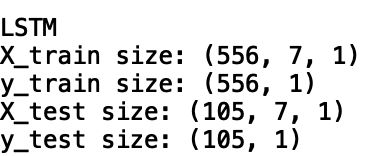 LSTM
X_train size: (556, 7, 1)
y_train size: (556, 1)
X_test size: (105, 7, 1)
y_test size: (105, 1)